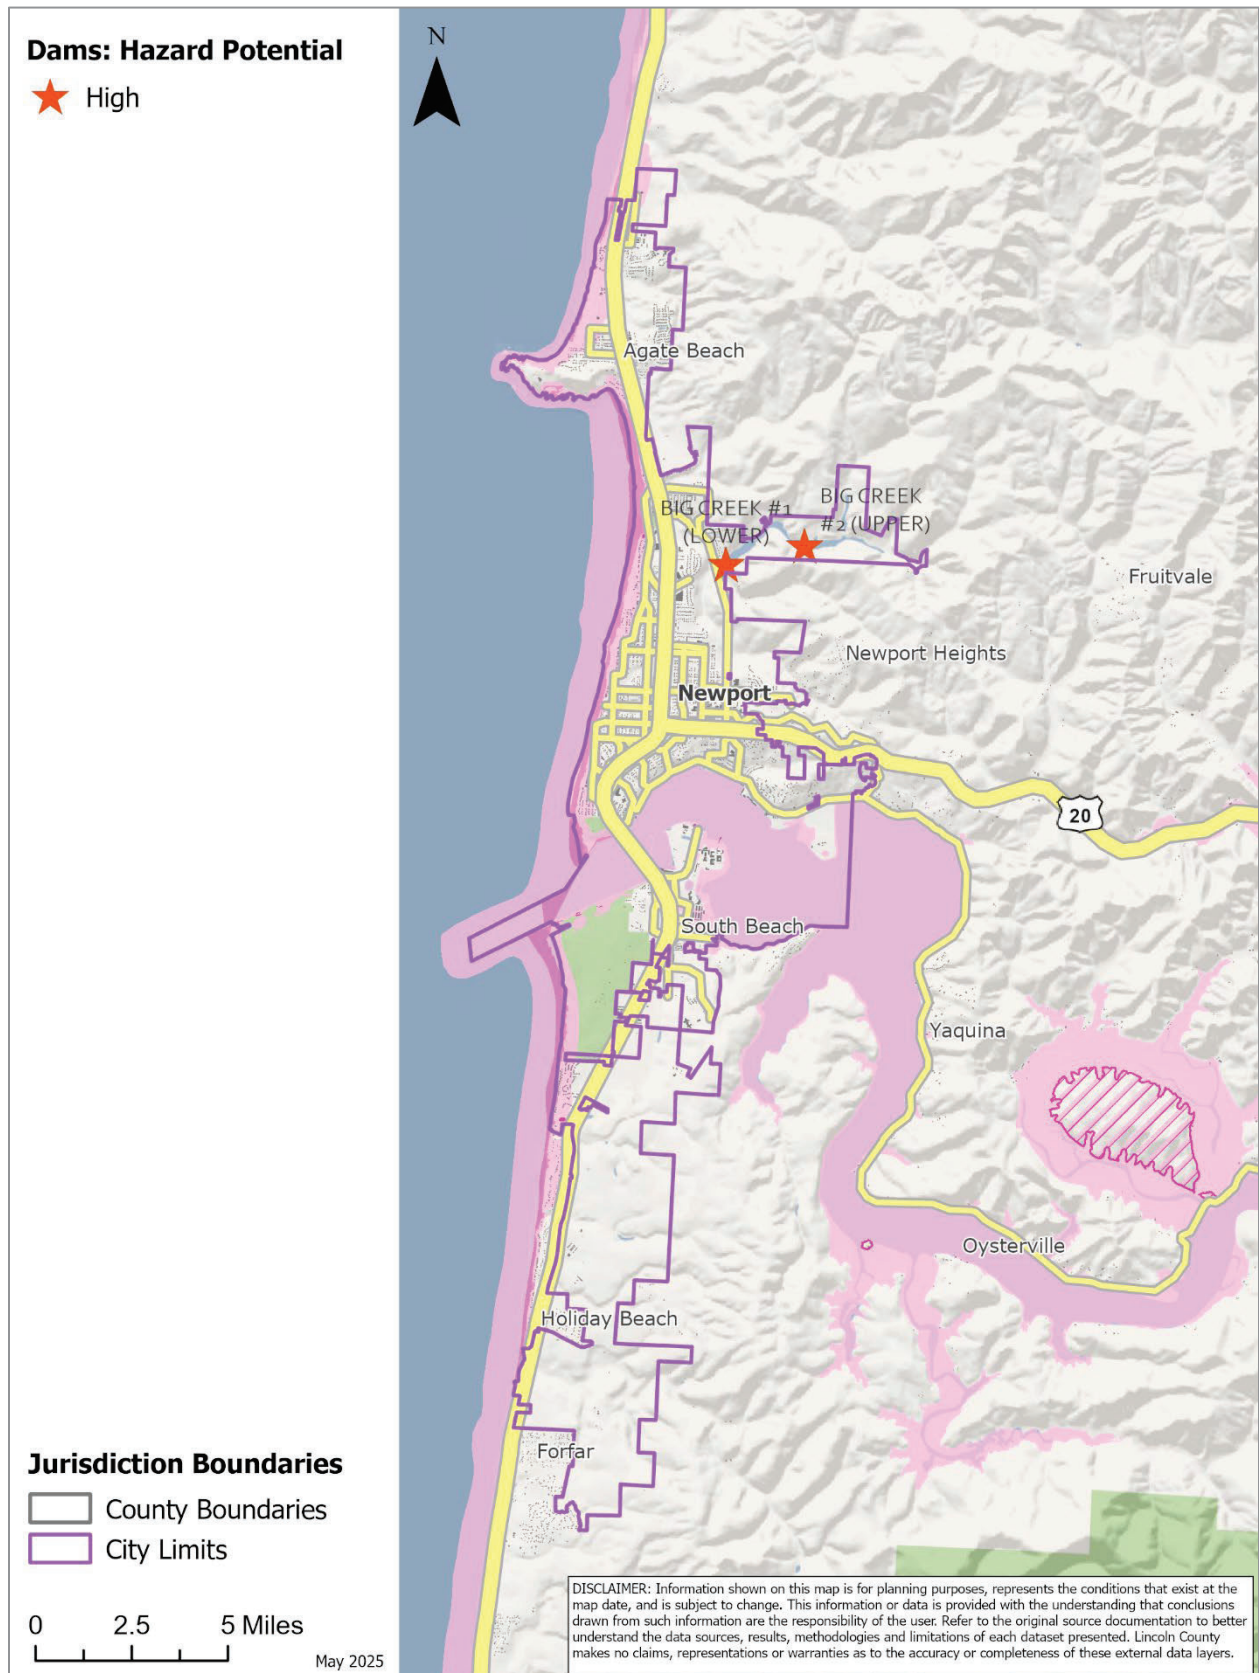 Dams: Hazard Potential
High
N
Agate Beach
BIG CREEK #1
(LOWER)
BIG CREEK
#2 (UPPER)
Fruitvale
Newport Heights
Newport
20
South Beach
Yaquina
Oysterville
Holiday Beach
Forfar
Jurisdiction Boundaries
County Boundaries
City Limits
0 2.5 5 Miles
May 2025
DISCLAIMER: Information shown on this map is for planning purposes, represents the conditions that exist at the
map date, and is subject to change. This information or data is provided with the understanding that conclusions
drawn from such information are the responsibility of the user. Refer to the original source documentation to better
understand the data sources, results, methodologies and limitations of each dataset presented. Lincoln County
makes no claims, representations or warranties as to the accuracy or completeness of these external data layers.